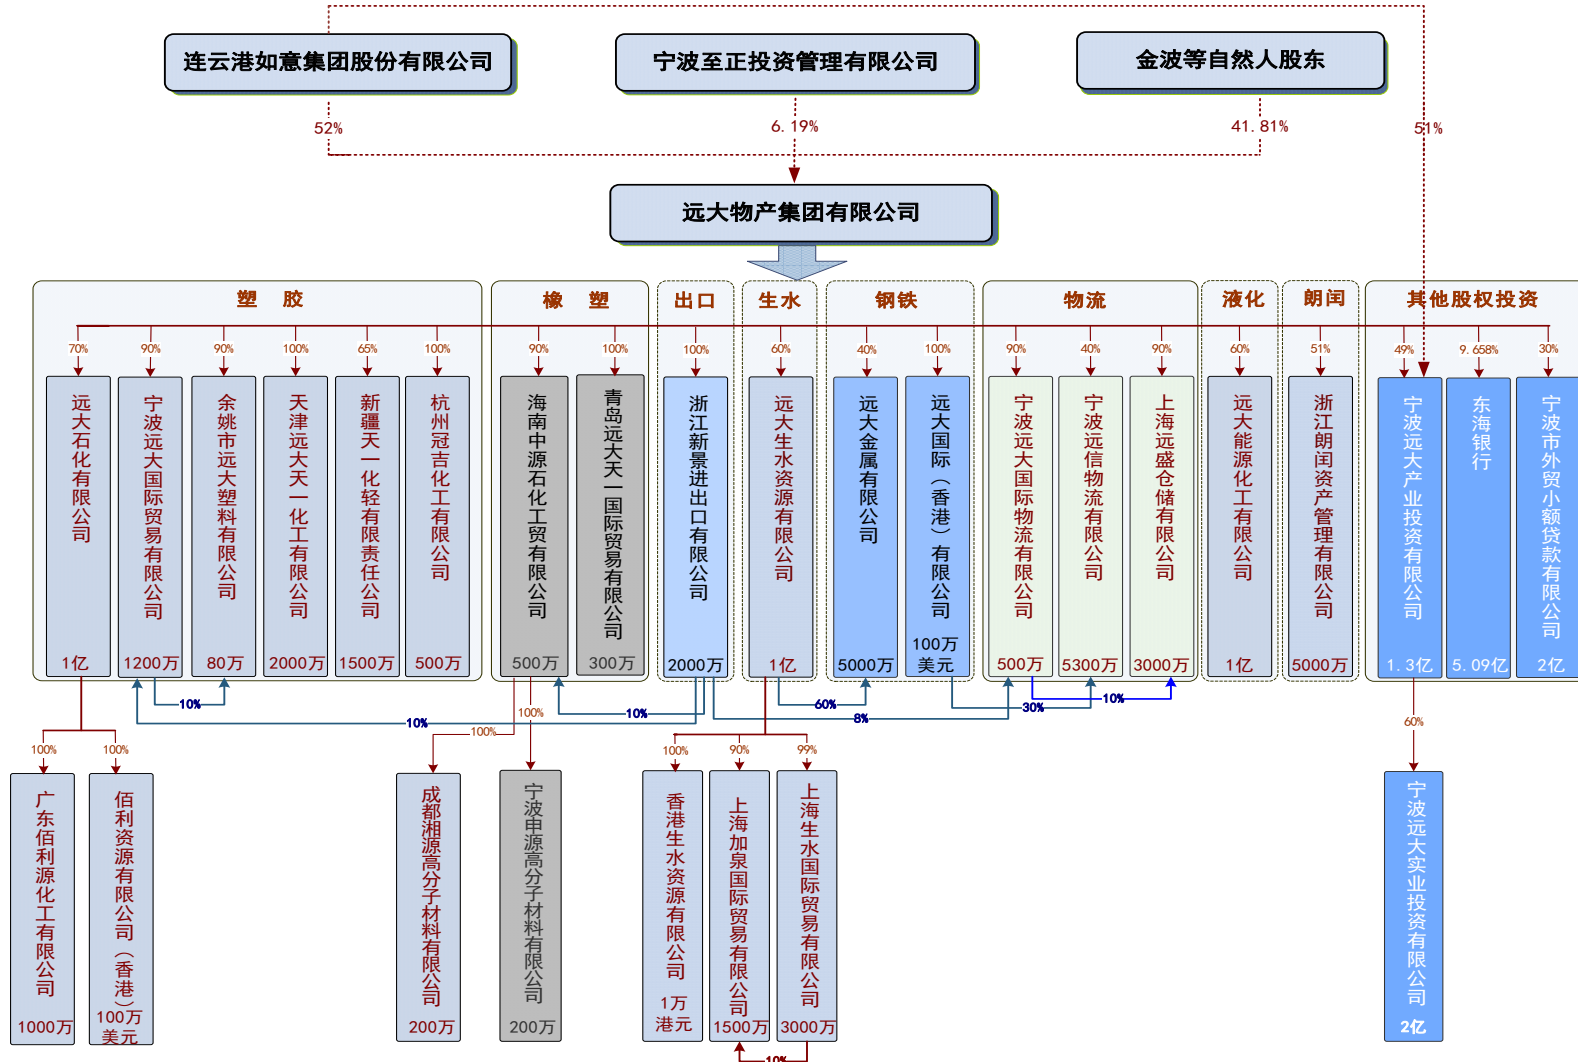 连云港如意集团股份有限公司
宁波至正投资管理有限公司
金波等自然人股东
52%
6.19%
41.81%
51%
远大物产集团有限公司
塑 胶
橡 塑
出口
生水
钢铁
物流
液化
朗闰
其他股权投资
70%
90%
90%
100%
65%
100%
90%
100%
100%
60%
40%
100%
90%
40%
90%
60%
51%
49%
9.658%
30%
远大石化有限公司
1亿
宁波远大国际贸易有限公司
1200万
余姚市远大塑料有限公司
80万
天津远大天一化工有限公司
2000万
新疆天一化轻有限责任公司
1500万
杭州冠吉化工有限公司
500万
海南中源石化工贸有限公司
500万
青岛远大天一国际贸易有限公司
300万
浙江新景进出口有限公司
2000万
远大生水资源有限公司
1亿
远大金属有限公司
5000万
远大国际（香港）有限公司
100万
美元
宁波远大国际物流有限公司
500万
宁波远信物流有限公司
5300万
上海远盛仓储有限公司
3000万
远大能源化工有限公司
1亿
浙江朗闰资产管理有限公司
5000万
宁波远大产业投资有限公司
1.3亿
东海银行
5.09亿
宁波市外贸小额贷款有限公司
2亿
10%
10%
10%
60%
8%
30%
10%
100%
100%
100%
100%
100%
90%
99%
60%
广东佰利源化工有限公司
1000万
佰利资源有限公司（香港）
100万
美元
成都湘源高分子材料有限公司
200万
宁波申源高分子材料有限公司
200万
香港生水资源有限公司
1万
港元
上海加泉国际贸易有限公司
1500万
上海生水国际贸易有限公司
3000万
宁波远大实业投资有限公司
2亿
10%